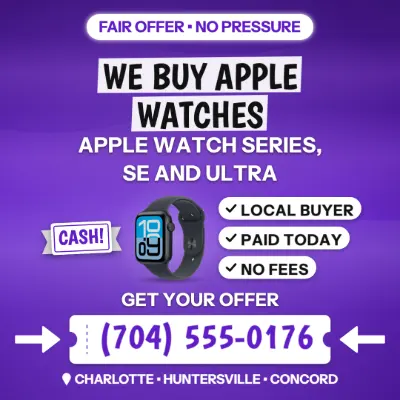 FAIR OFFER • NO PRESSURE
WE BUY APPLE
WATCHES
APPLE WATCH SERIES,
SE AND ULTRA
CASH!
10
09
✓ LOCAL BUYER
✓ PAID TODAY
✓ NO FEES
GET YOUR OFFER
(704) 555-0176
CHARLOTTE • HUNTERSVILLE • CONCORD